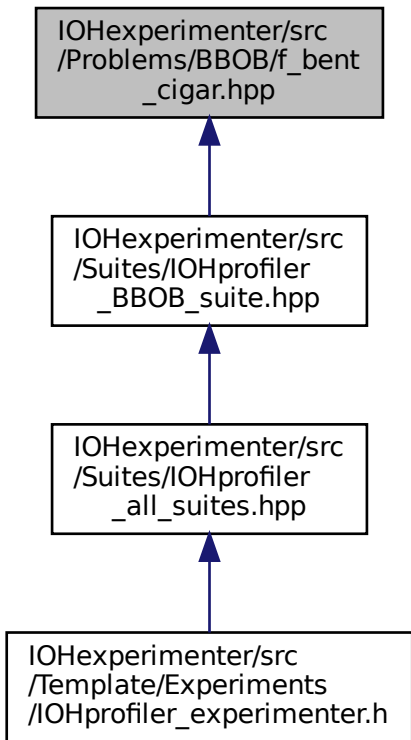 IOHexperimenter/src
/Problems/BBOB/f_bent
_cigar.hpp
IOHexperimenter/src
/Suites/IOHprofiler
_BBOB_suite.hpp
IOHexperimenter/src
/Suites/IOHprofiler
_all_suites.hpp
IOHexperimenter/src
/Template/Experiments
/IOHprofiler_experimenter.h